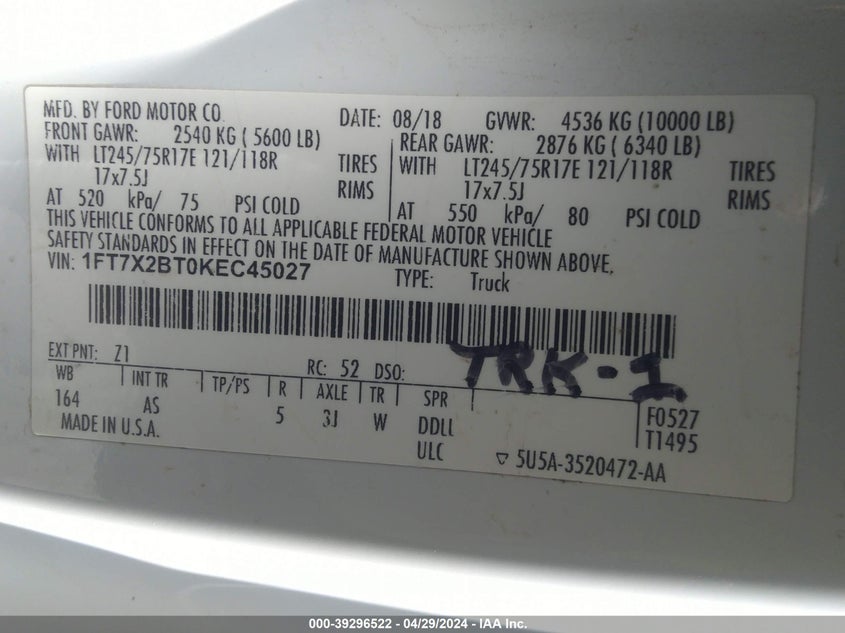 MFD. BY FORD MOTOR CO.
DATE: 08/18 GVWR: 4536 KG (10000 LB)
FRONT GAWR: 2540 KG ( 5600 LB)
WITH LT245/75R17E 121/118R TIRES
17x7.5J RIMS
AT 520 kPa/ 75 PSI COLD
REAR GAWR: 2876 KG ( 6340 LB)
WITH LT245/75R17E 121/118R TIRES
17x7.5J RIMS
AT 550 kPa/ 80 PSI COLD
THIS VEHICLE CONFORMS TO ALL APPLICABLE FEDERAL MOTOR VEHICLE
SAFETY STANDARDS IN EFFECT ON THE DATE OF MANUFACTURE SHOWN ABOVE.
VIN: 1FT7X2BT0KEC45027 TYPE: Truck
EXT PNT: Z1 RC: 52 DSO:
TRK-1
WB INT TR TP/PS R AXLE TR SPR
164 AS 5 3J W DDLL F0527
MADE IN U.S.A. ULC T1495
5U5A-3520472-AA
000-39296522 - 04/29/2024 - IAA Inc.